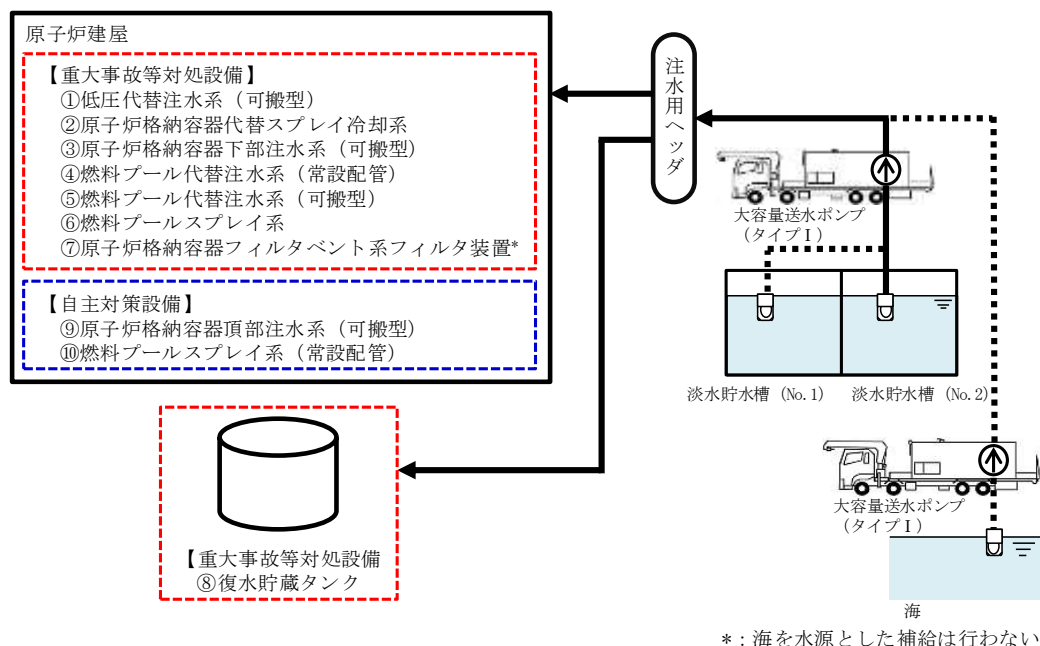 原子炉建屋
【重大事故等対処設備】
①低圧代替注水系（可搬型）
②原子炉格納容器代替スプレイ冷却系
③原子炉格納容器下部注水系（可搬型）
④燃料プール代替注水系（常設配管）
⑤燃料プール代替注水系（可搬型）
⑥燃料プールスプレイ系
⑦原子炉格納容器フィルタベント系フィルタ装置*
【自主対策設備】
⑨原子炉格納容器頂部注水系（可搬型）
⑩燃料プールスプレイ系（常設配管）
【重大事故等対処設備
⑧復水貯蔵タンク
注水用ヘッダ
大容量送水ポンプ
（タイプⅠ）
淡水貯水槽（No.1）
淡水貯水槽（No.2）
大容量送水ポンプ
（タイプⅠ）
海
*：海を水源とした補給は行わない